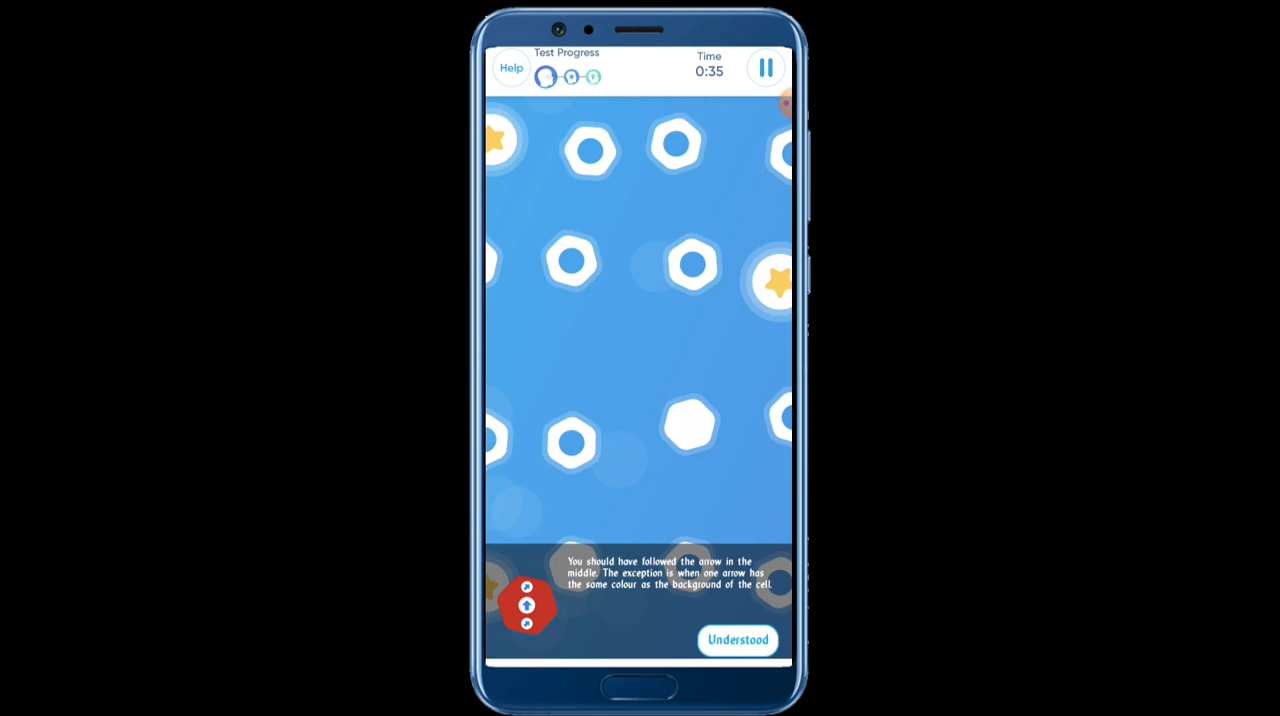 Help
Test Progress
Time
0:35
You should have followed the arrow in the
middle. The exception is when one arrow has
the same colour as the background of the cell.
Understood